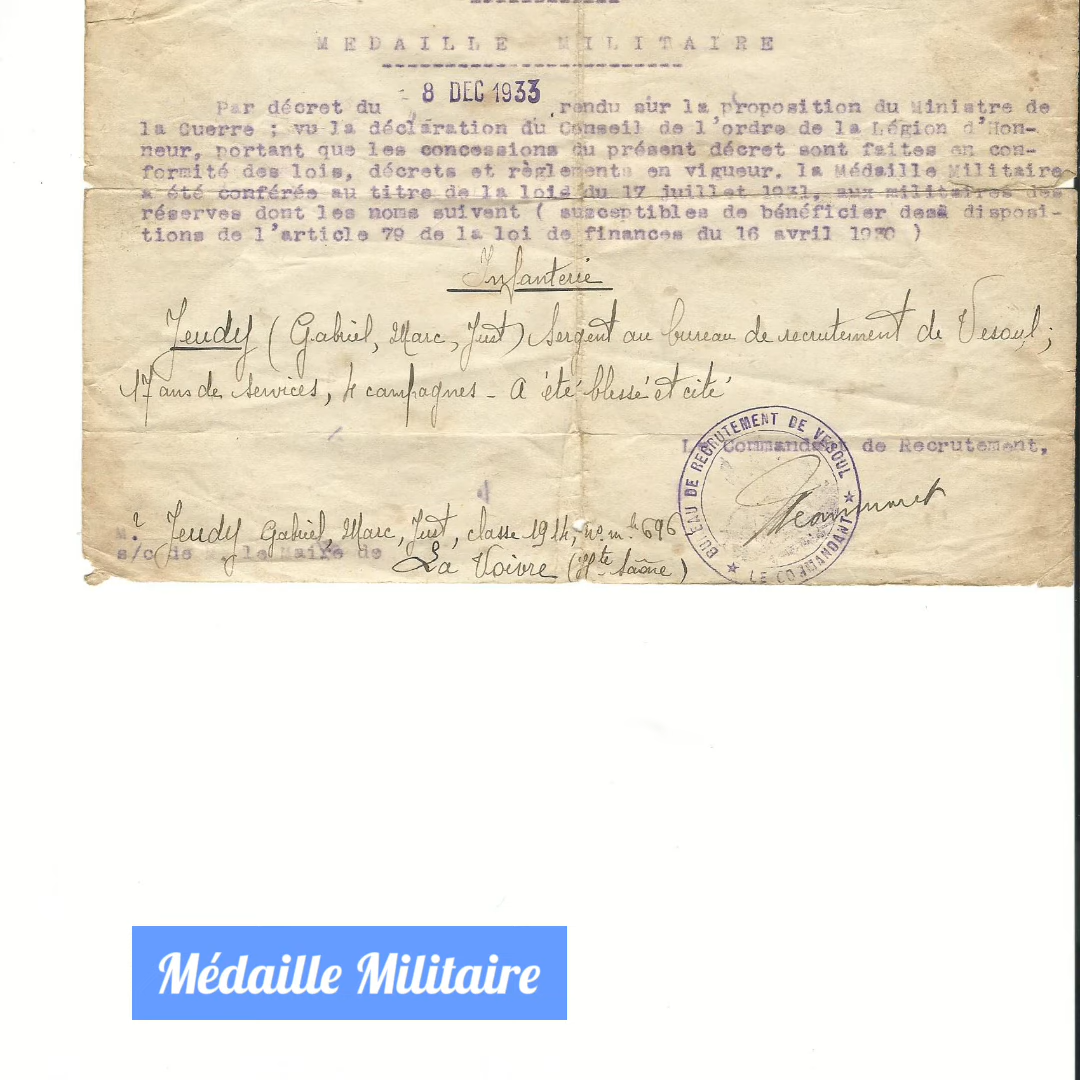 MEDAILLE MILITAIRE
8 DEC 1933
Par décret du rendu sur la proposition du Ministre de
la Guerre ; vu la déclaration du Conseil de l'ordre de la Légion d'Hon-
neur, portant que les concessions du présent décret sont faites en con-
formité des lois, décrets et règlements en vigueur. la Médaille Militaire
a été conférée au titre de la lois du 17 juillet 1931, aux militaires des
réserves dont les noms suivent ( susceptibles de bénéficier des disposi-
tions de l'article 79 de la loi de finances du 16 avril 1930 )
Infanterie
Jeudy (Gabriel, Marc, Just) Sergent au bureau de recrutement de Vesoul;
17 ans de services, 4 campagnes - A été blessé et cité
Le Commandant de Recrutement,
BUREAU DE RECRUTEMENT DE VESOUL
★ LE COMMANDANT ★
M. Jeudy Gabriel, Marc, Just, classe 1914, n° m. le 696
s/c de M. le Maire de La Voivre (Hte Saône)
Médaille Militaire